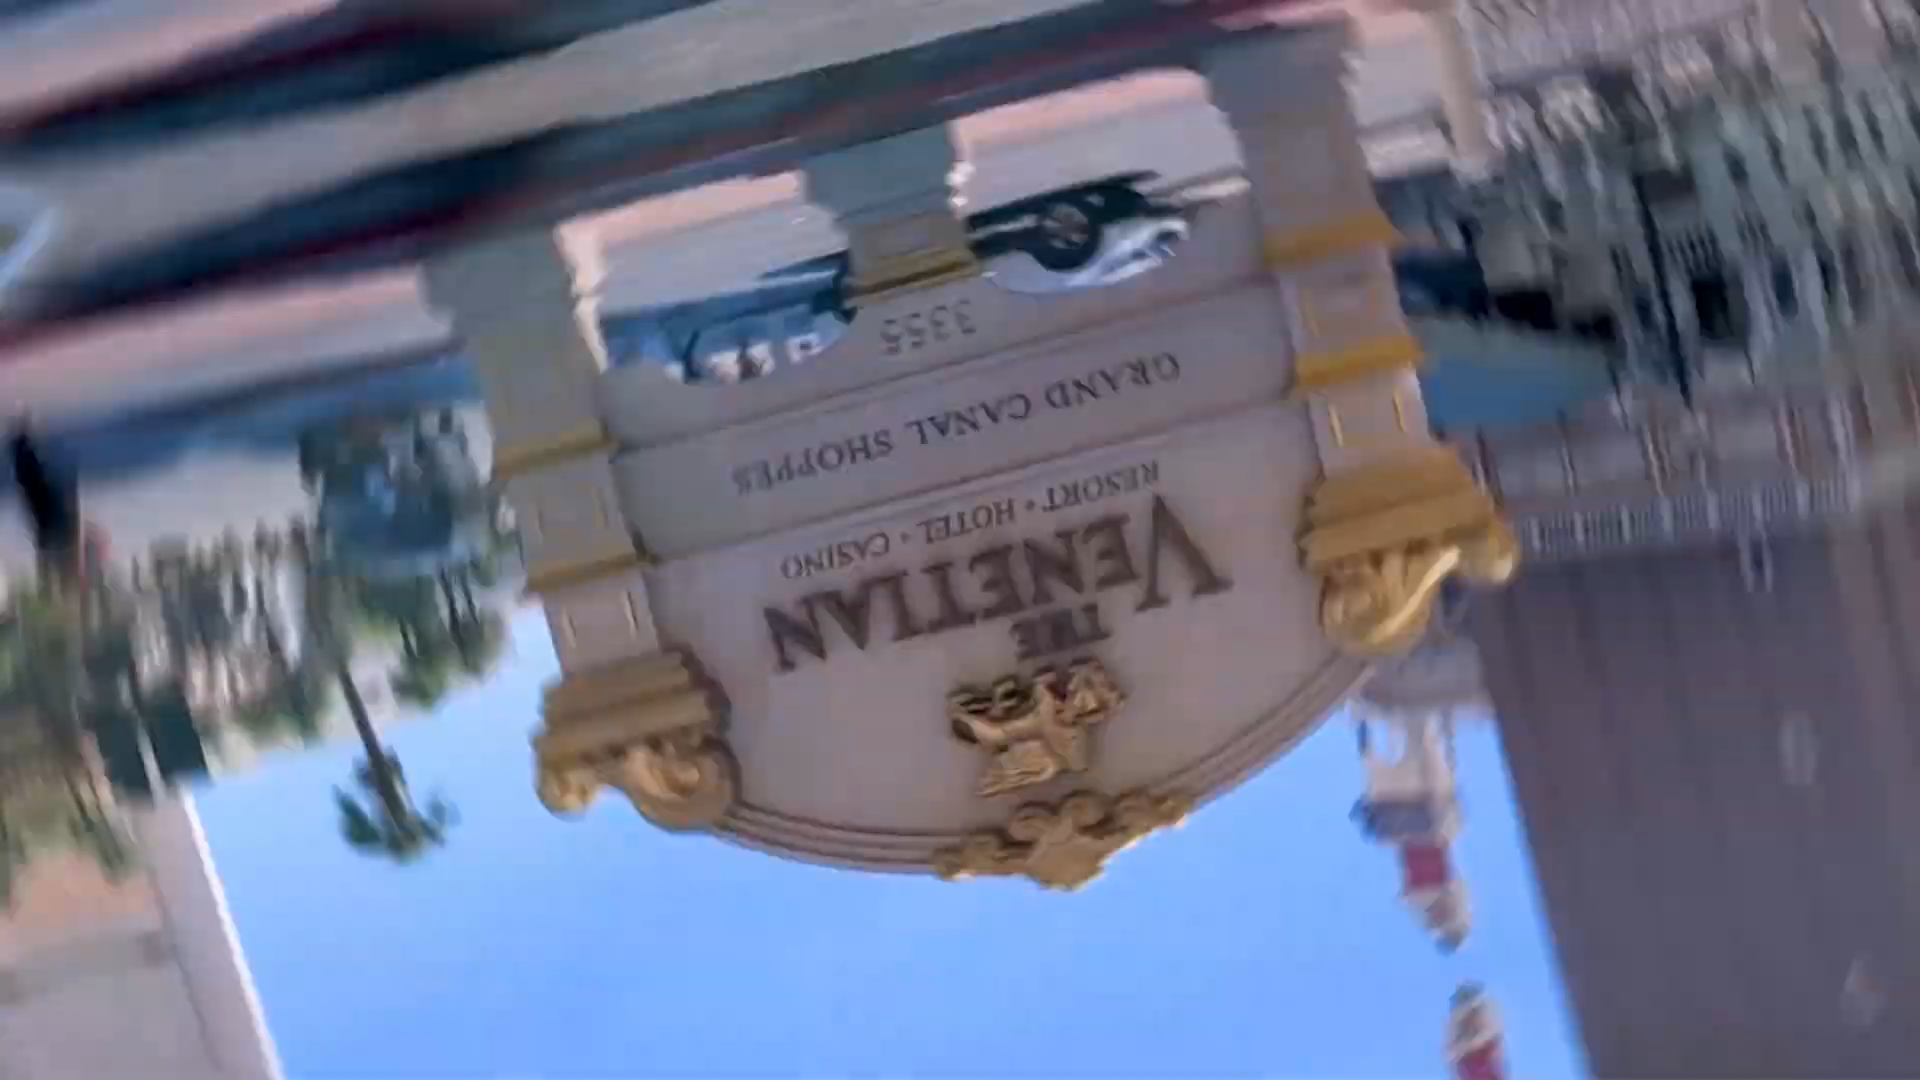 THE
VENETIAN
RESORT • HOTEL • CASINO
GRAND CANAL SHOPPES
3355